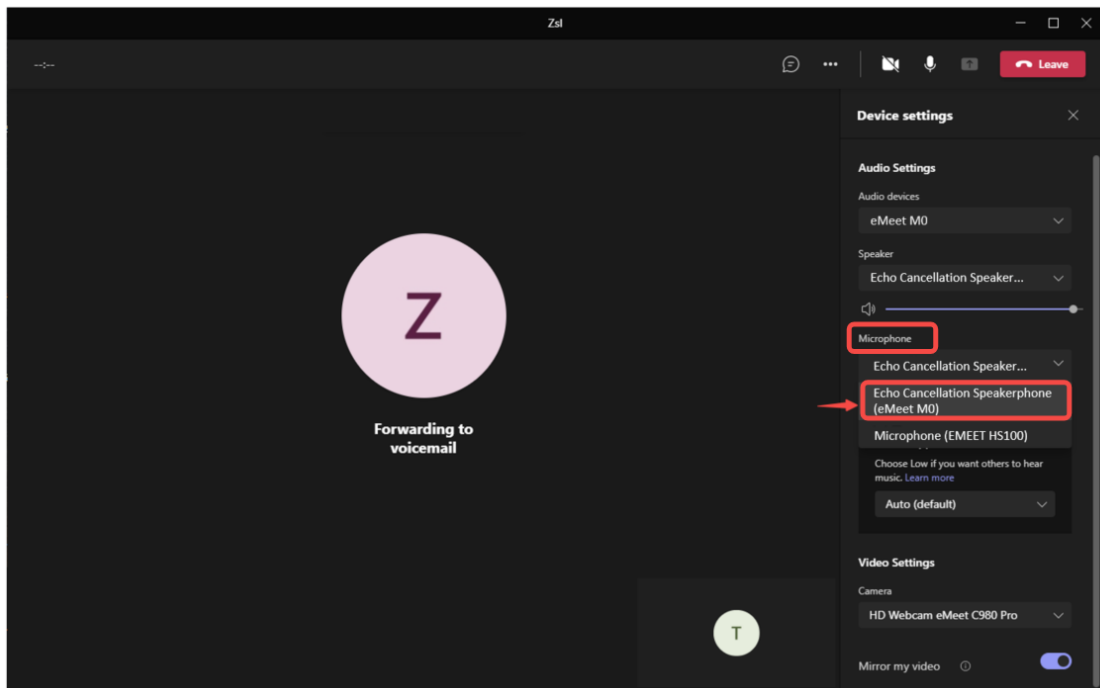 Zsl
--:--
Leave
Device settings
Audio Settings
Audio devices
eMeet M0
Speaker
Echo Cancellation Speaker...
Microphone
Echo Cancellation Speaker...
Echo Cancellation Speakerphone
(eMeet M0)
Microphone (EMEET HS100)
Choose Low if you want others to hear
music. Learn more
Auto (default)
Z
Forwarding to
voicemail
T
Video Settings
Camera
HD Webcam eMeet C980 Pro
Mirror my video